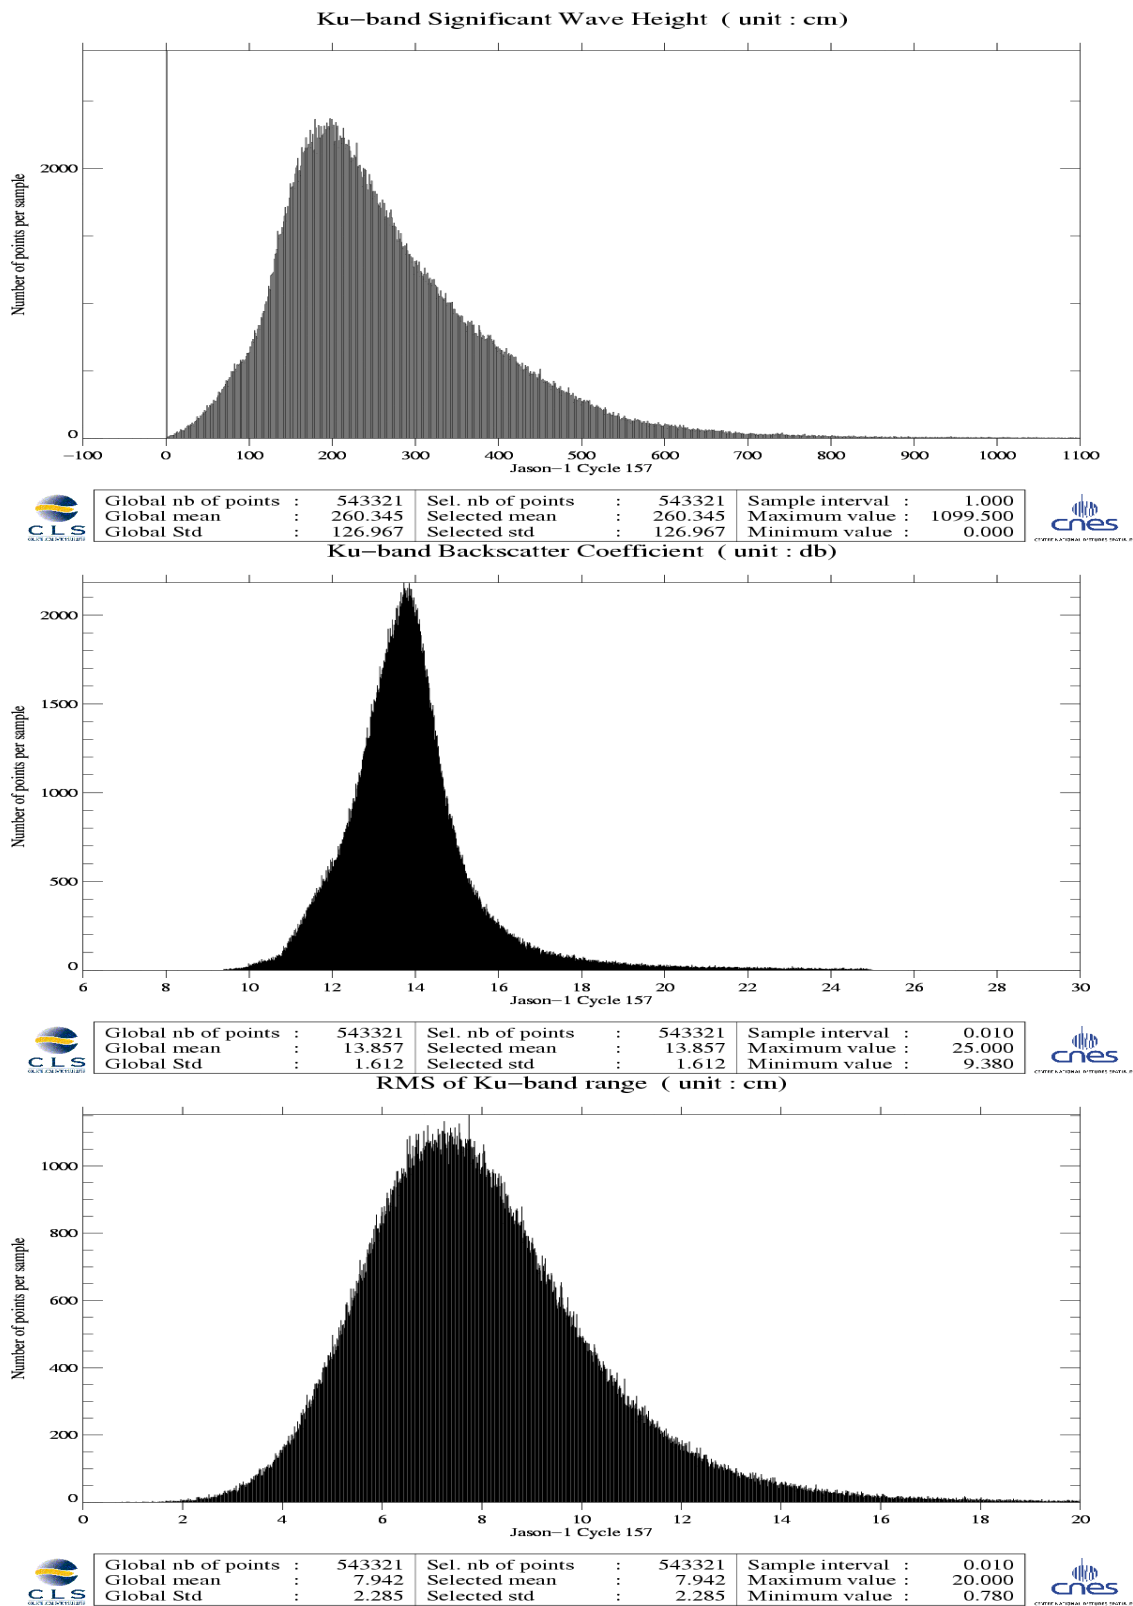 Ku−band Significant Wave Height ( unit : cm)
Number of points per sample
2000
0
−100 0 100 200 300 400 500 600 700 800 900 1000 1100
Jason−1 Cycle 157
CLS
Global nb of points : 543321 Sel. nb of points : 543321 Sample interval : 1.000
Global mean : 260.345 Selected mean : 260.345 Maximum value : 1099.500
Global Std : 126.967 Selected std : 126.967 Minimum value : 0.000
cnes
Ku−band Backscatter Coefficient ( unit : db)
Number of points per sample
2000
1500
1000
500
0
6 8 10 12 14 16 18 20 22 24 26 28 30
Jason−1 Cycle 157
CLS
Global nb of points : 543321 Sel. nb of points : 543321 Sample interval : 0.010
Global mean : 13.857 Selected mean : 13.857 Maximum value : 25.000
Global Std : 1.612 Selected std : 1.612 Minimum value : 9.380
cnes
RMS of Ku−band range ( unit : cm)
Number of points per sample
1000
800
600
400
200
0
0 2 4 6 8 10 12 14 16 18 20
Jason−1 Cycle 157
CLS
Global nb of points : 543321 Sel. nb of points : 543321 Sample interval : 0.010
Global mean : 7.942 Selected mean : 7.942 Maximum value : 20.000
Global Std : 2.285 Selected std : 2.285 Minimum value : 0.780
cnes